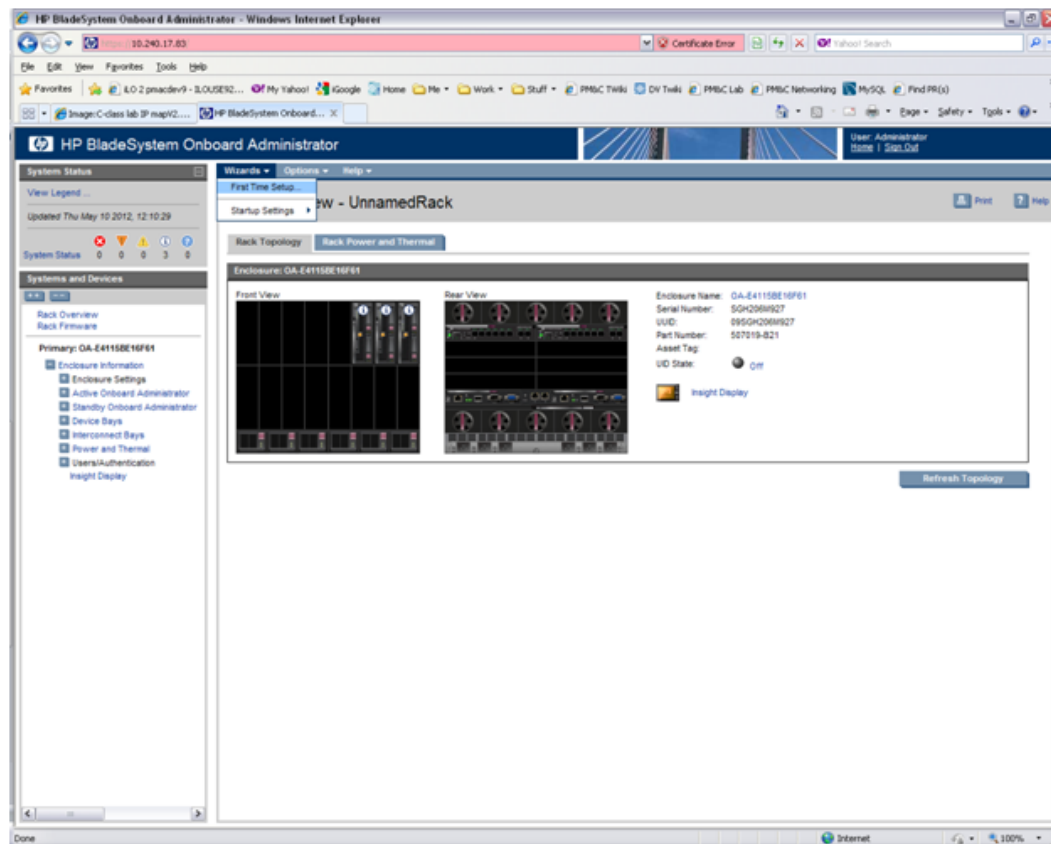 HP BladeSystem Onboard Administrator - Windows Internet Explorer
https://10.240.17.83
Certificate Error
Yahoo! Search
File Edit View Favorites Tools Help
Favorites
My Yahoo!
iGoogle
Home
Me
Work
Stuff
PM&C TWiki
DV Twiki
PM&C Lab
PM&C Networking
MySQL
Find PR(s)
Image:C-class lab IP mapV2....
HP BladeSystem Onboard...
Page
Safety
Tools
HP BladeSystem Onboard Administrator
User: Administrator
Home | Sign Out
System Status
View Legend ...
Updated Thu May 10 2012, 12:10:29
System Status 0 0 0 3 0
Systems and Devices
Rack Overview
Rack Firmware
Primary: OA-E4115BE16F61
Enclosure Information
Enclosure Settings
Active Onboard Administrator
Standby Onboard Administrator
Device Bays
Interconnect Bays
Power and Thermal
Users/Authentication
Insight Display
Wizards
Options
Help
First Time Setup...
Startup Settings
ew - UnnamedRack
Print
Help
Rack Topology
Rack Power and Thermal
Enclosure: OA-E4115BE16F61
Front View
Rear View
Enclosure Name: OA-E4115BE16F61
Serial Number: SGH206M927
UUID: 09SGH206M927
Part Number: 507019-B21
Asset Tag:
UID State: Off
Insight Display
Refresh Topology
Done
Internet
100%